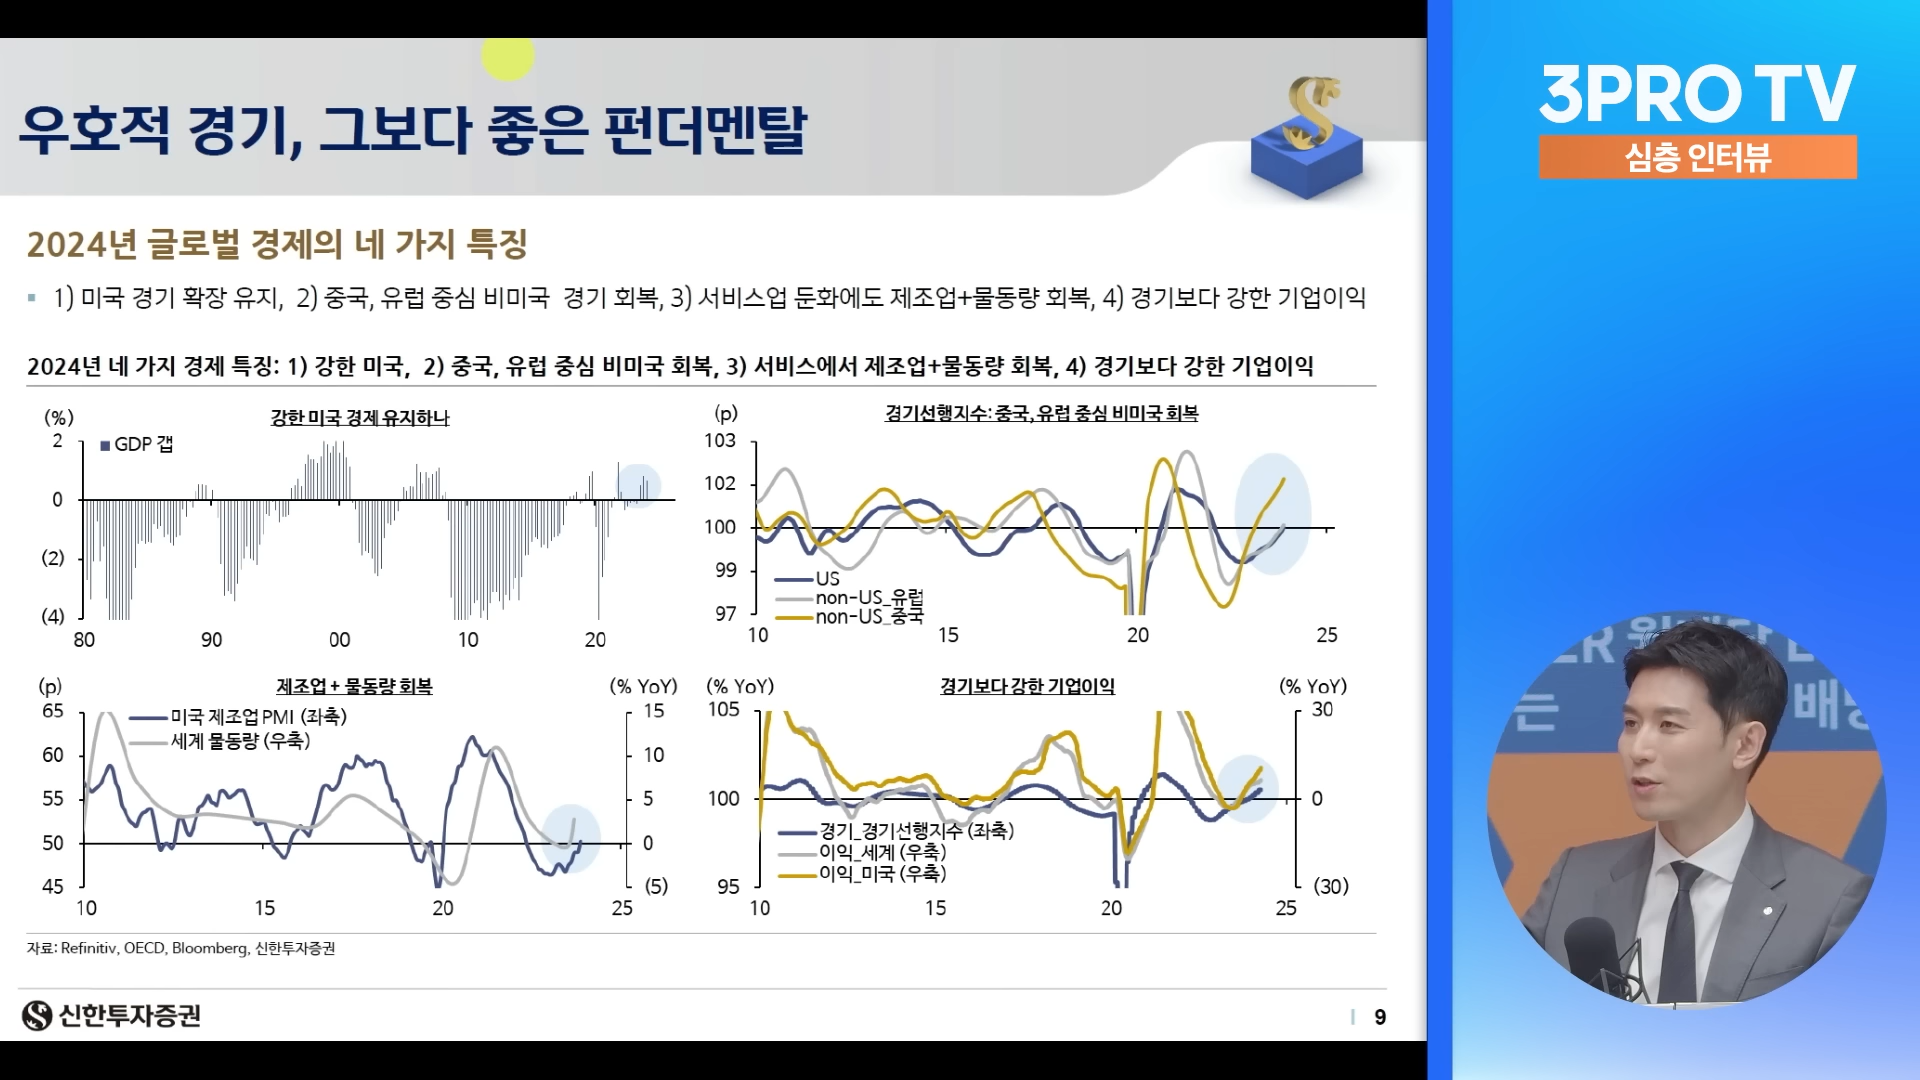 우호적 경기, 그보다 좋은 펀더멘탈
3PRO TV
심층 인터뷰
2024년 글로벌 경제의 네 가지 특징
1) 미국 경기 확장 유지, 2) 중국, 유럽 중심 비미국 경기 회복, 3) 서비스업 둔화에도 제조업+물동량 회복, 4) 경기보다 강한 기업이익
2024년 네 가지 경제 특징: 1) 강한 미국, 2) 중국, 유럽 중심 비미국 회복, 3) 서비스에서 제조업+물동량 회복, 4) 경기보다 강한 기업이익
(%)
강한 미국 경제 유지하나
GDP 갭
2
0
(2)
(4)
80 90 00 10 20
(p)
경기선행지수: 중국, 유럽 중심 비미국 회복
103
102
100
99
97
US
non-US_유럽
non-US_중국
10 15 20 25
(p)
제조업 + 물동량 회복
(% YoY)
65
60
55
50
45
미국 제조업 PMI (좌축)
세계 물동량 (우축)
15
10
5
0
(5)
10 15 20 25
(% YoY)
경기보다 강한 기업이익
(% YoY)
105
100
95
경기_경기선행지수 (좌축)
이익_세계 (우축)
이익_미국 (우축)
30
0
(30)
10 15 20 25
자료: Refinitiv, OECD, Bloomberg, 신한투자증권
신한투자증권
9
는